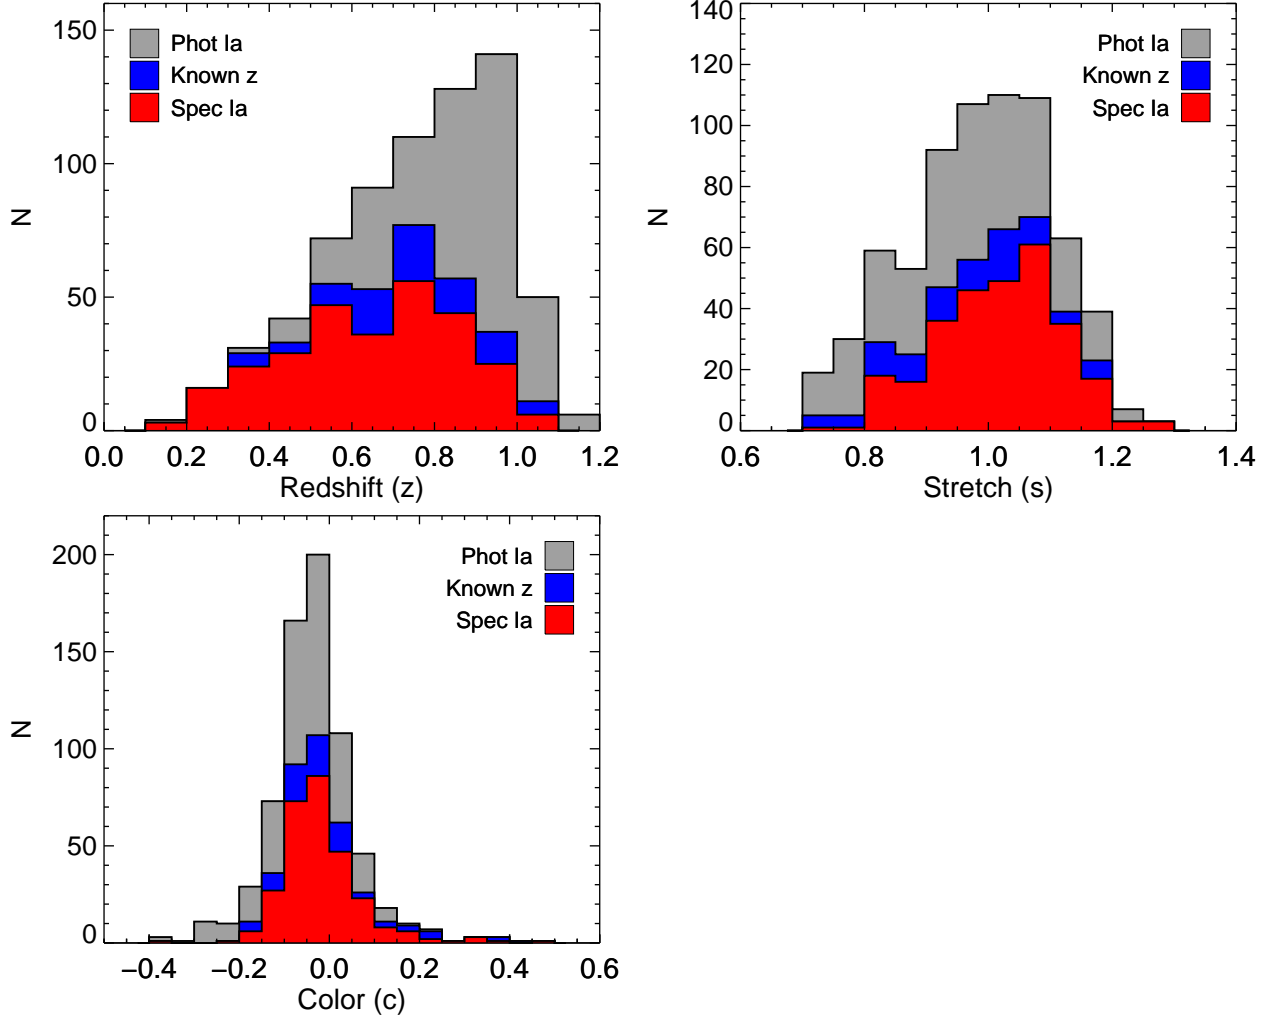 150
100
50
0
N
Phot Ia
Known z
Spec Ia
0.0 0.2 0.4 0.6 0.8 1.0 1.2
Redshift (z)
140
120
100
80
60
40
20
0
N
Phot Ia
Known z
Spec Ia
0.6 0.8 1.0 1.2 1.4
Stretch (s)
200
150
100
50
0
N
Phot Ia
Known z
Spec Ia
−0.4 −0.2 0.0 0.2 0.4 0.6
Color (c)